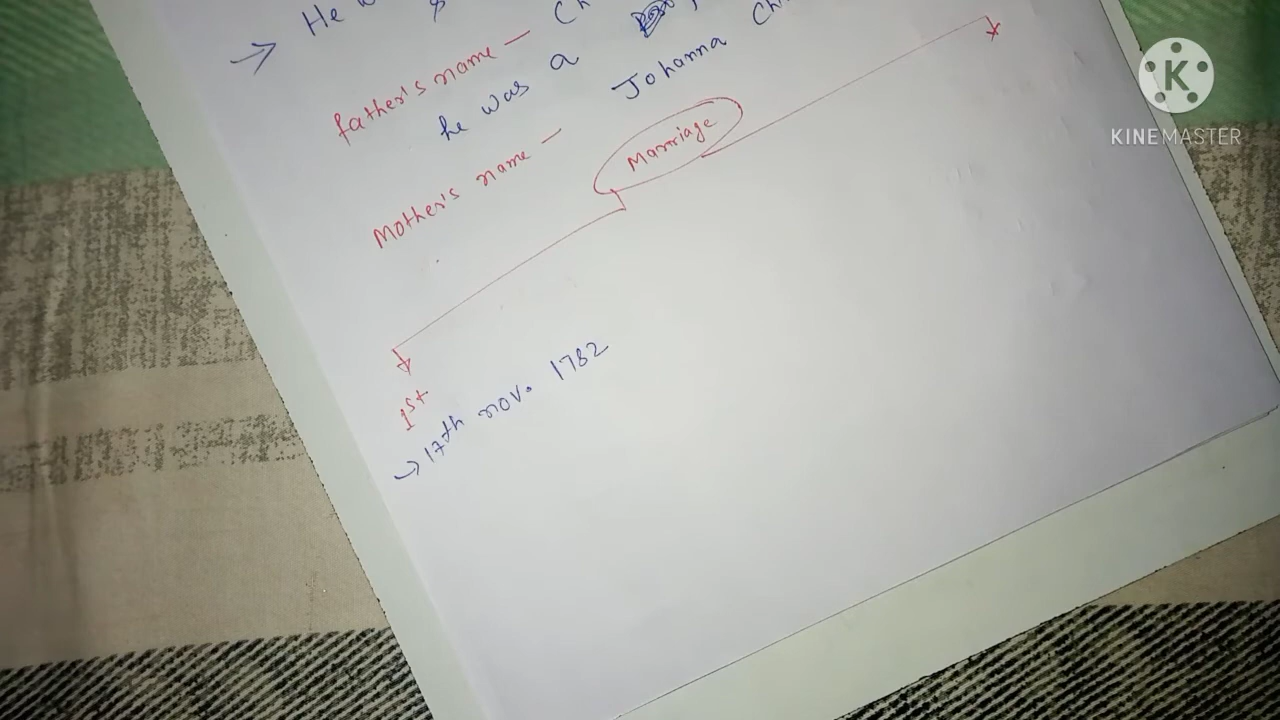 → He
father's name – Ch
he was a
Mother's name – Johanna Ch
Marriage
1st
→ 17th nov. 1782
KINEMASTER